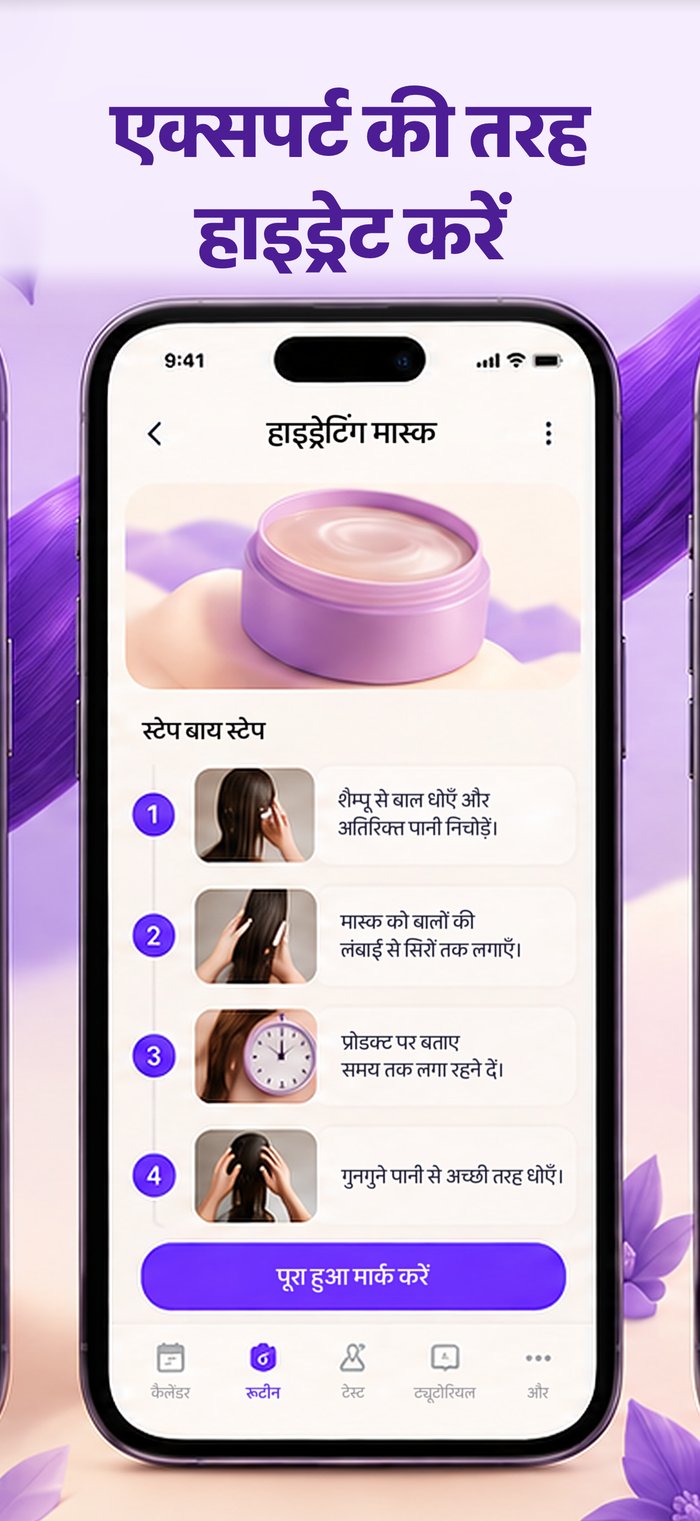 एक्सपर्ट की तरह
हाइड्रेट करें
9:41
हाइड्रेटिंग मास्क
स्टेप बाय स्टेप
1
शैम्पू से बाल धोएँ और
अतिरिक्त पानी निचोड़ें।
2
मास्क को बालों की
लंबाई से सिरों तक लगाएँ।
3
प्रोडक्ट पर बताए
समय तक लगा रहने दें।
4
गुनगुने पानी से अच्छी तरह धोएँ।
पूरा हुआ मार्क करें
कैलेंडर
रूटीन
टेस्ट
ट्यूटोरियल
और